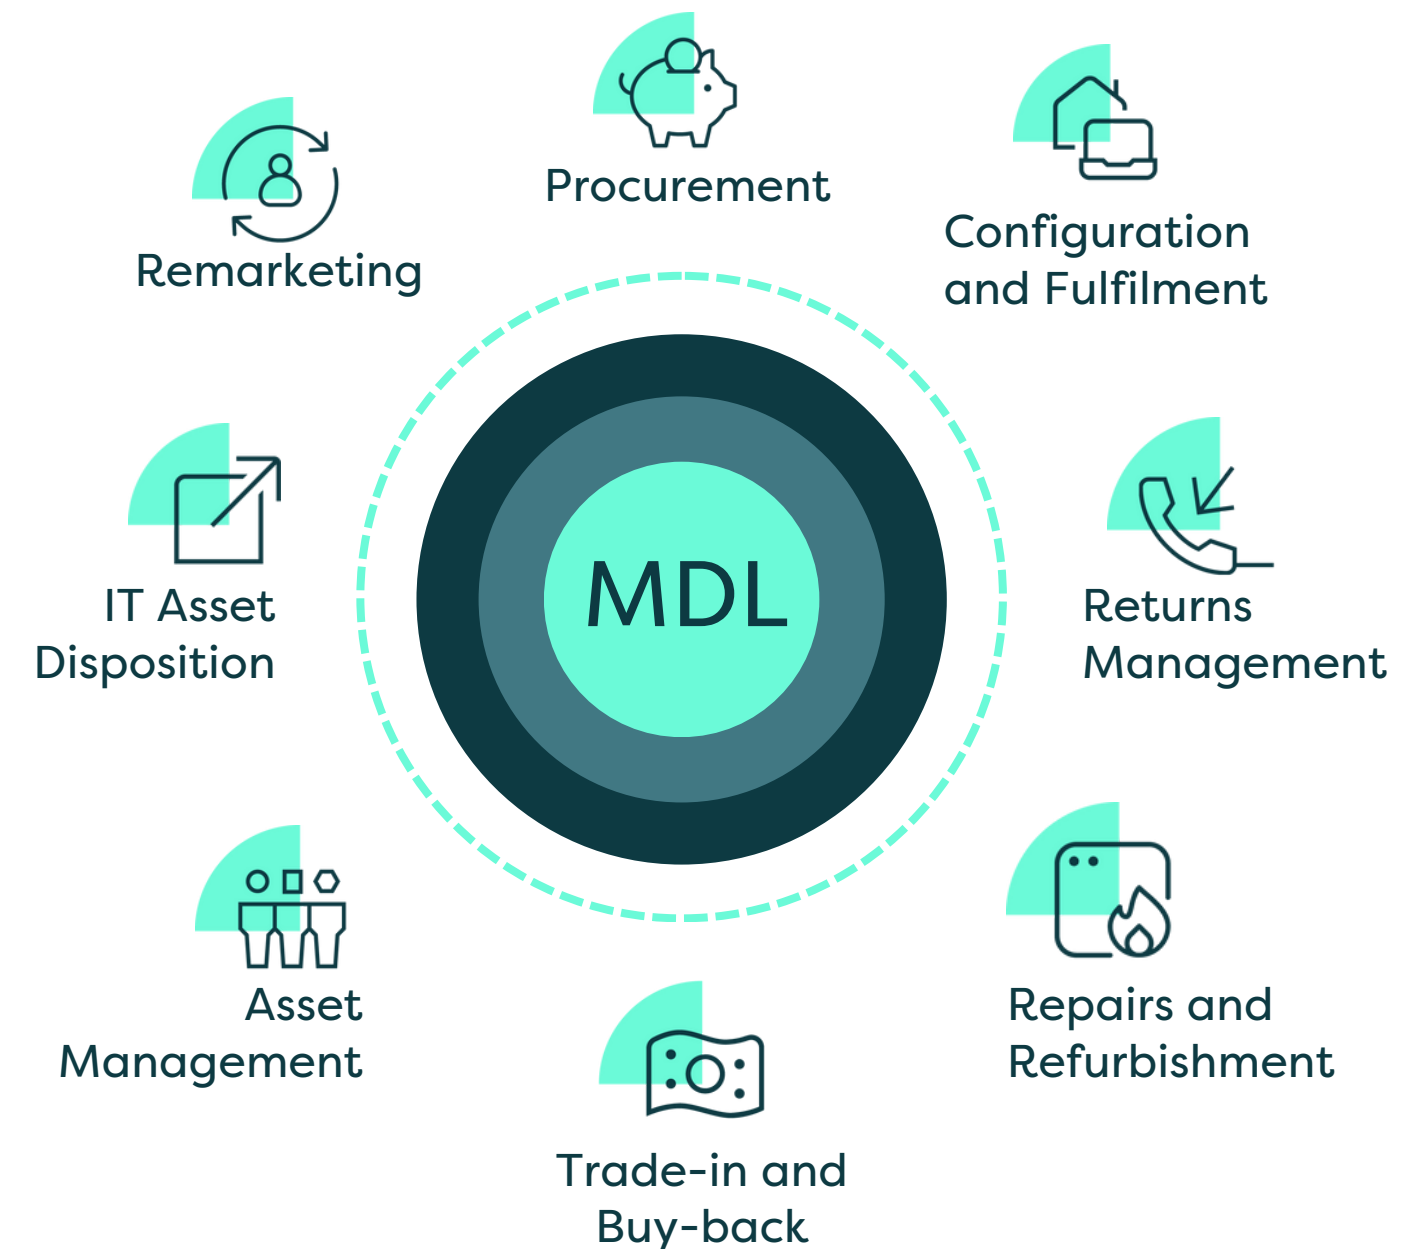 Procurement
Configuration
and Fulfilment
Remarketing
MDL
IT Asset
Disposition
Returns
Management
Asset
Management
Repairs and
Refurbishment
Trade-in and
Buy-back